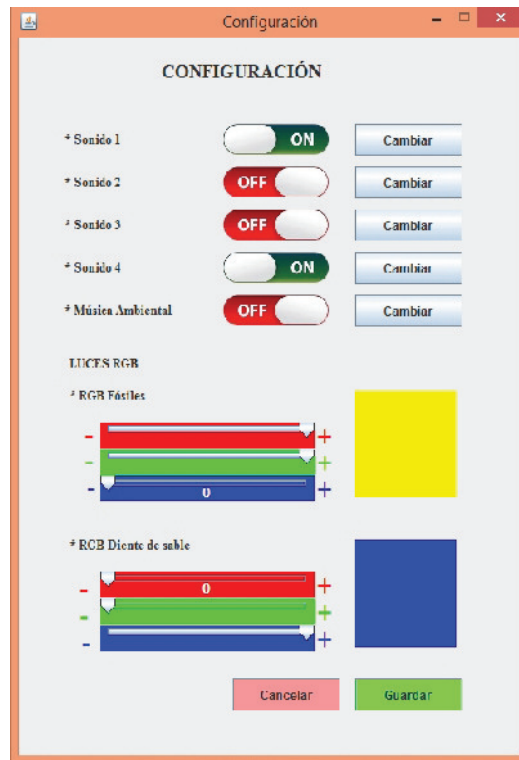 Configuración
CONFIGURACIÓN
* Sonido 1 ON Cambiar
* Sonido 2 OFF Cambiar
* Sonido 3 OFF Cambiar
* Sonido 4 ON Cambiar
* Música Ambiental OFF Cambiar
LUCES RGB
* RGB Fósiles
- +
- +
- 0 +
* RGB Diente de sable
- 0 +
- +
- +
Cancelar Guardar